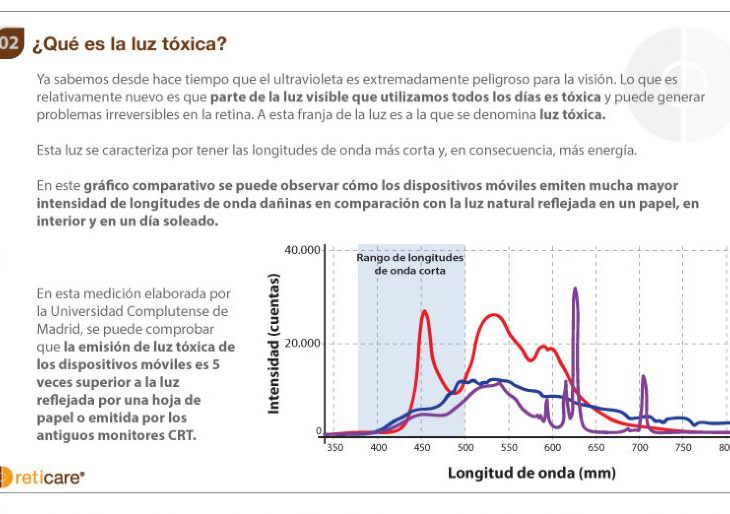 02 ¿Qué es la luz tóxica?
Ya sabemos desde hace tiempo que el ultravioleta es extremadamente peligroso para la visión. Lo que es
relativamente nuevo es que parte de la luz visible que utilizamos todos los días es tóxica y puede generar
problemas irreversibles en la retina. A esta franja de la luz es a la que se denomina luz tóxica.
Esta luz se caracteriza por tener las longitudes de onda más corta y, en consecuencia, más energía.
En este gráfico comparativo se puede observar cómo los dispositivos móviles emiten mucha mayor
intensidad de longitudes de onda dañinas en comparación con la luz natural reflejada en un papel, en
interior y en un día soleado.
En esta medición elaborada por
la Universidad Complutense de
Madrid, se puede comprobar
que la emisión de luz tóxica de
los dispositivos móviles es 5
veces superior a la luz
reflejada por una hoja de
papel o emitida por los
antiguos monitores CRT.
Intensidad (cuentas)
40.000
20.000
0
Rango de longitudes
de onda corta
350 400 450 500 550 600 650 700 750 80
Longitud de onda (mm)
reticare®